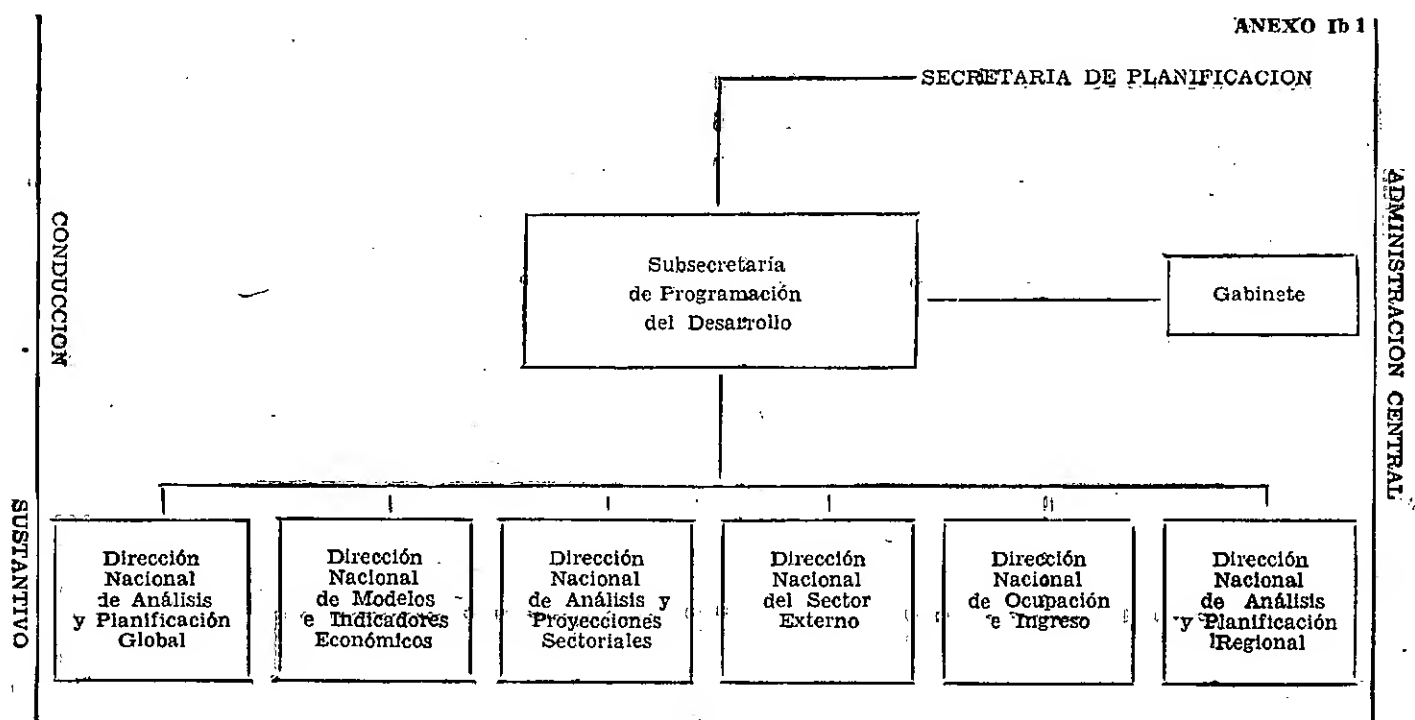 ANEXO Ib 1
SECRETARIA DE PLANIFICACION
CONDUCCION
Subsecretaría
de Programación
del Desarrollo
Gabinete
ADMINISTRACION CENTRAL
SUSTANTIVO
Dirección
Nacional
de Análisis
y Planificación
Global
Dirección
Nacional
de Modelos
e Indicadores
Económicos
Dirección
Nacional
de Análisis y
Proyecciones
Sectoriales
Dirección
Nacional
del Sector
Externo
Dirección
Nacional
de Ocupación
e Ingreso
Dirección
Nacional
de Análisis
y Planificación
Regional